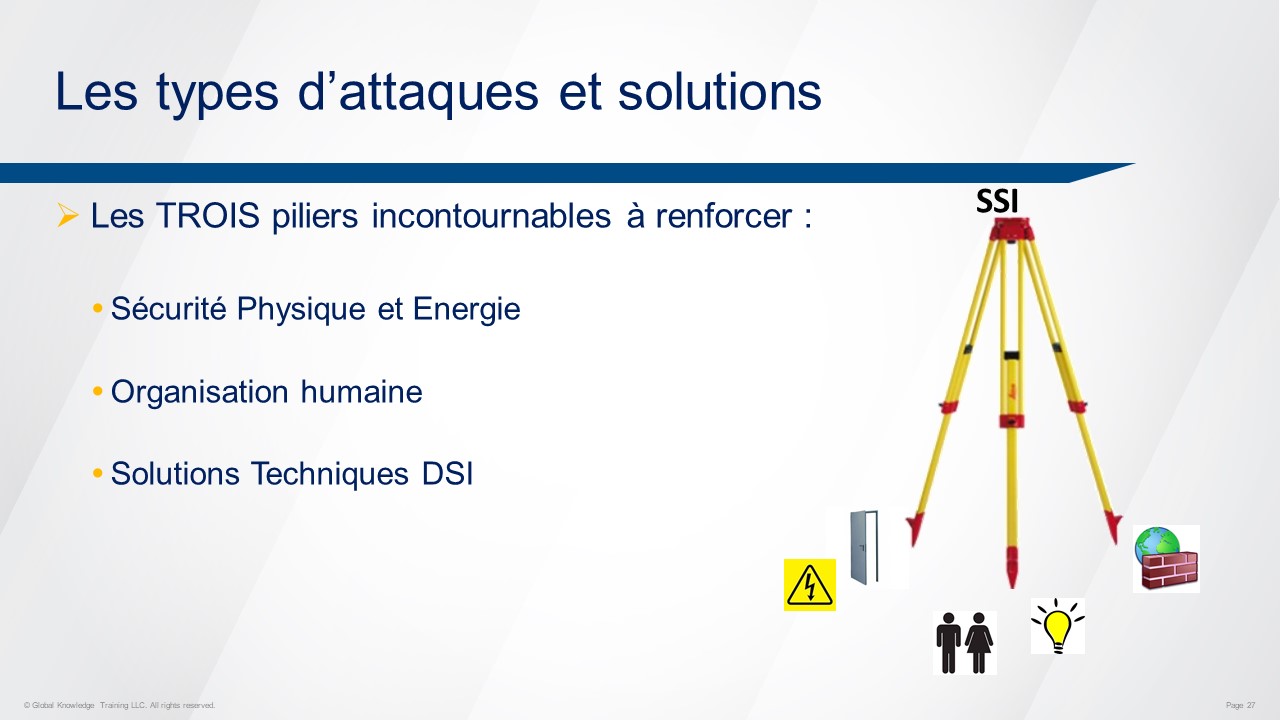 Les types d’attaques et solutions
SSI
Les TROIS piliers incontournables à renforcer :
Sécurité Physique et Energie
Organisation humaine
Solutions Techniques DSI
© Global Knowledge Training LLC. All rights reserved.
Page 27